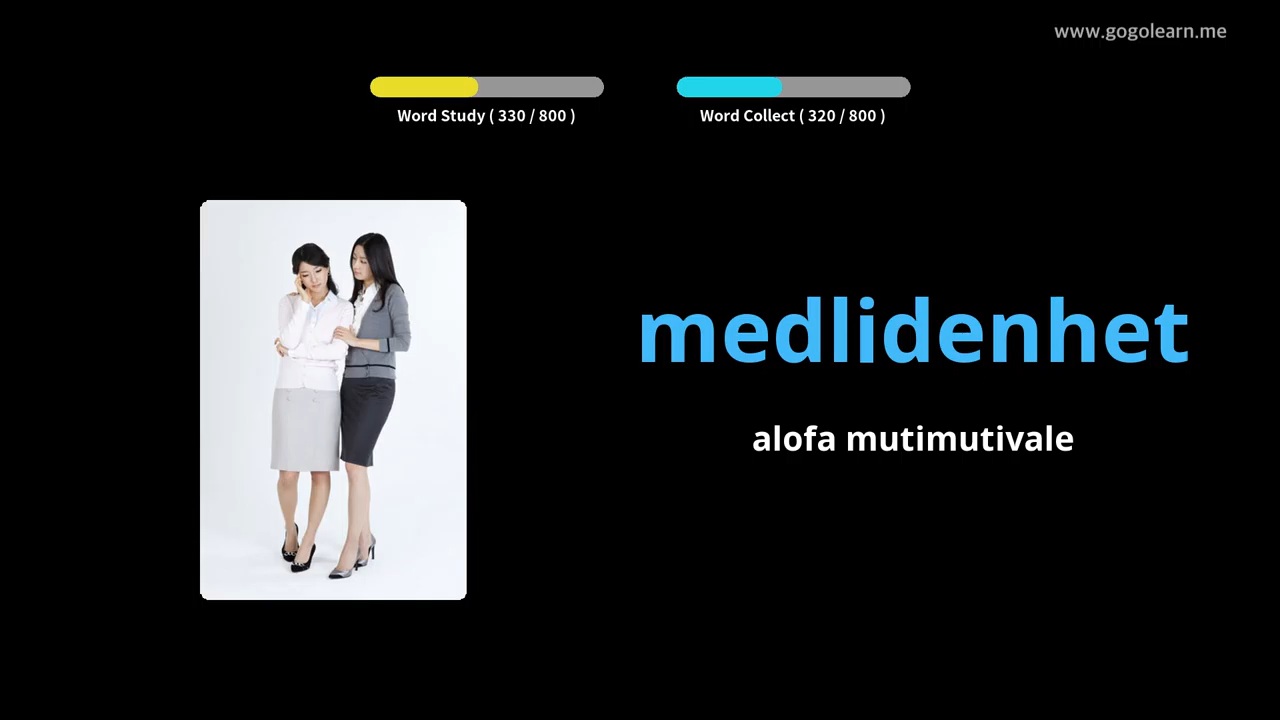 www.gogolearn.me
Word Study ( 330 / 800 )
Word Collect ( 320 / 800 )
medlidenhet
alofa mutimutivale